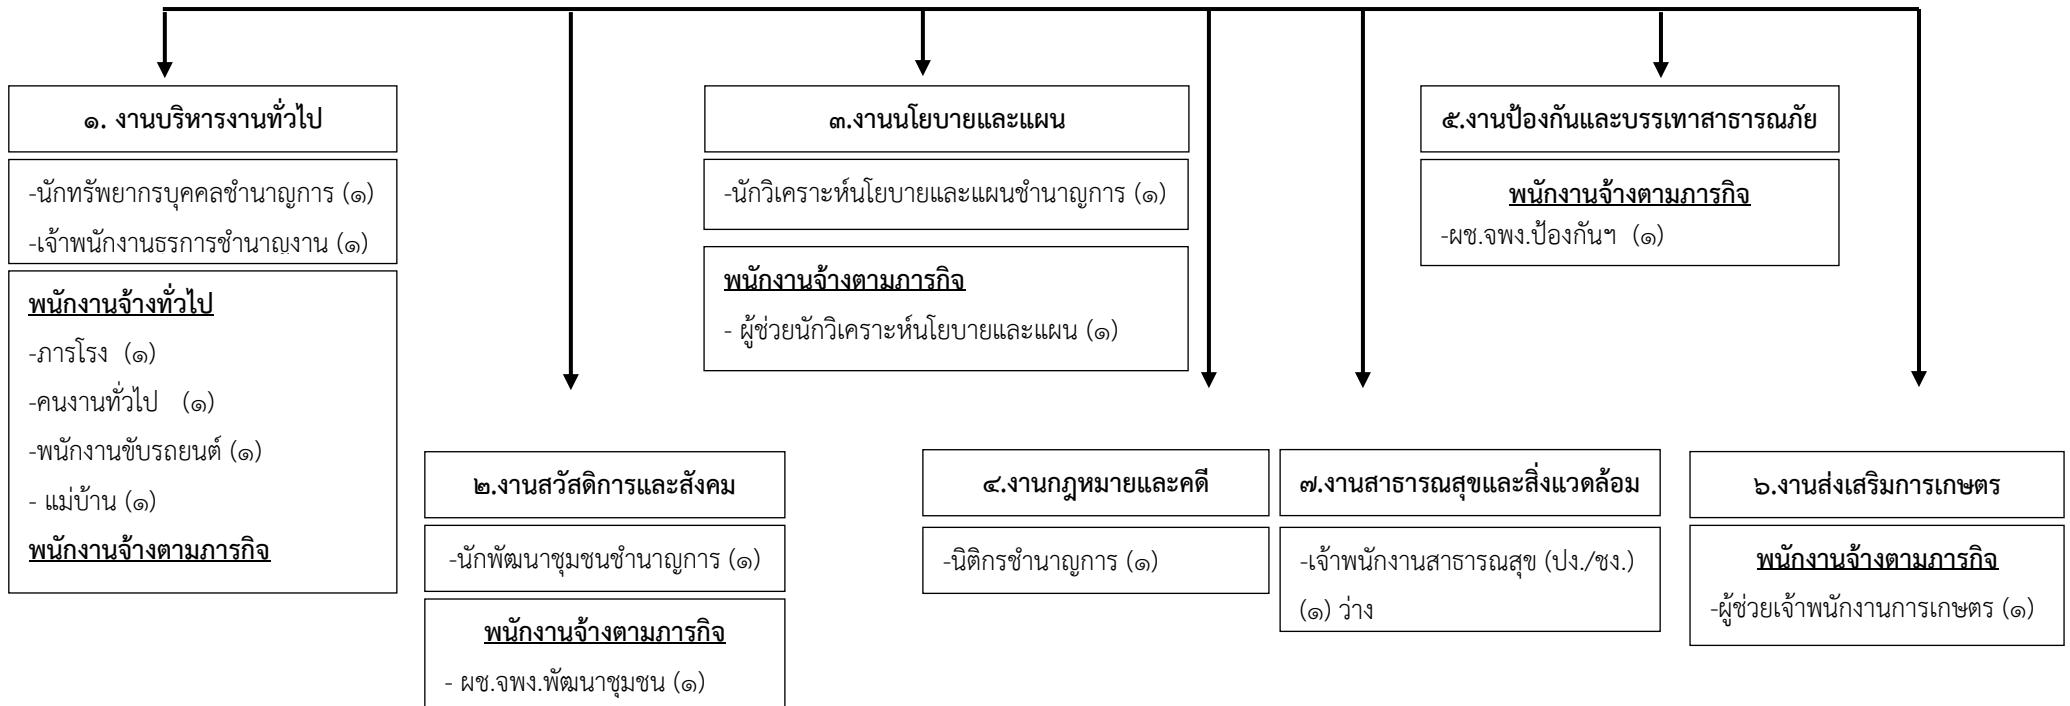 ๑. งานบริหารงานทั่วไป
-นักทรัพยากรบุคคลชำนาญการ (๑)
-เจ้าพนักงานธุรการชำนาญงาน (๑)
พนักงานจ้างทั่วไป
-ภารโรง (๑)
-คนงานทั่วไป (๑)
-พนักงานขับรถยนต์ (๑)
- แม่บ้าน (๑)
พนักงานจ้างตามภารกิจ
๒.งานสวัสดิการและสังคม
-นักพัฒนาชุมชนชำนาญการ (๑)
พนักงานจ้างตามภารกิจ
- ผช.จพง.พัฒนาชุมชน (๑)
๓.งานนโยบายและแผน
-นักวิเคราะห์นโยบายและแผนชำนาญการ (๑)
พนักงานจ้างตามภารกิจ
- ผู้ช่วยนักวิเคราะห์นโยบายและแผน (๑)
๔.งานกฎหมายและคดี
-นิติกรชำนาญการ (๑)
๗.งานสาธารณสุขและสิ่งแวดล้อม
-เจ้าพนักงานสาธารณสุข (ปง./ชง.)
(๑) ว่าง
๕.งานป้องกันและบรรเทาสาธารณภัย
พนักงานจ้างตามภารกิจ
-ผช.จพง.ป้องกันฯ (๑)
๖.งานส่งเสริมการเกษตร
พนักงานจ้างตามภารกิจ
-ผู้ช่วยเจ้าพนักงานการเกษตร (๑)